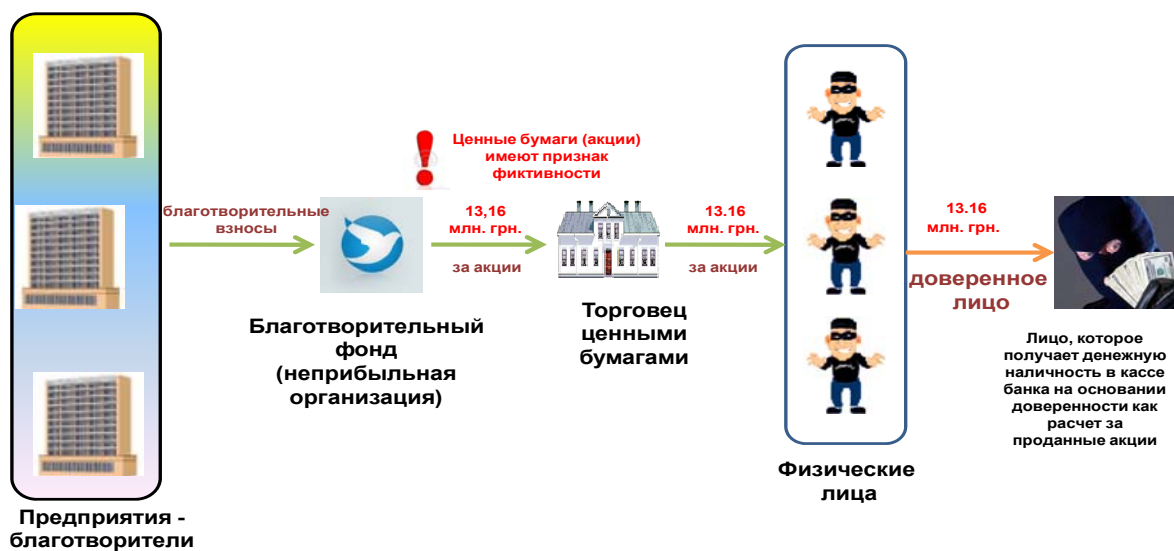 Ценные бумаги (акции)
имеют признак
фиктивности
благотворительные
взносы
13,16
млн. грн.
за акции
13.16
млн. грн.
за акции
13.16
млн. грн.
доверенное
лицо
Благотворительный
фонд
(неприбыльная
организация)
Торговец
ценными
бумагами
Лицо, которое
получает денежную
наличность в кассе
банка на основании
доверенности как
расчет за
проданные акции
Физические
лица
Предприятия -
благотворители